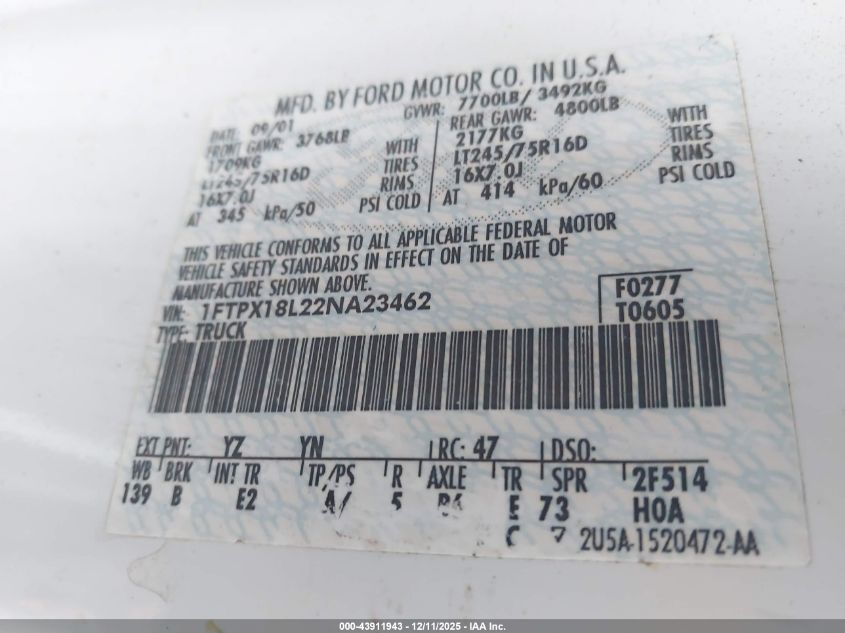 MFD. BY FORD MOTOR CO. IN U.S.A.
DATE: 09/01 GVWR: 7700LB/ 3492KG
FRONT GAWR: 3768LB REAR GAWR: 4800LB
1709KG WITH 2177KG WITH
LT245/75R16D TIRES LT245/75R16D TIRES
16X7.0J RIMS 16X7.0J RIMS
AT 345 kPa/50 PSI COLD AT 414 kPa/60 PSI COLD
THIS VEHICLE CONFORMS TO ALL APPLICABLE FEDERAL MOTOR
VEHICLE SAFETY STANDARDS IN EFFECT ON THE DATE OF
MANUFACTURE SHOWN ABOVE.
VIN: 1FTPX18L22NA23462 F0277
TYPE: TRUCK T0605
EXT PNT: YZ YN RC: 47 DSO:
WB BRK INT TR TP/PS R AXLE TR SPR 2F514
139 B E2 5 E 73 H0A
C 7 2U5A-1520472-AA
000-43911943 - 12/11/2025 - IAA Inc.